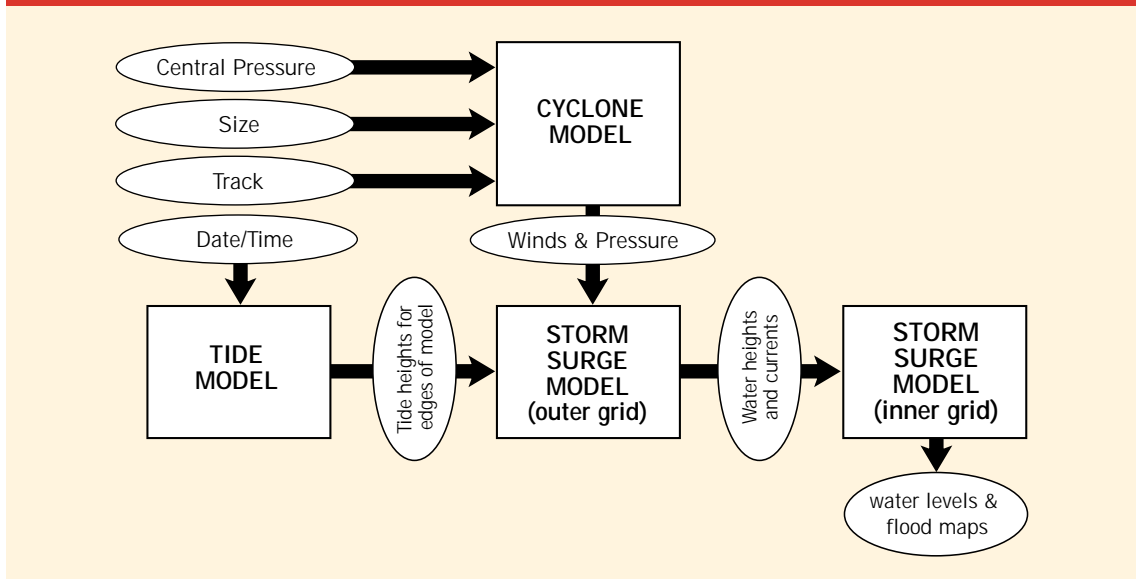 Central Pressure
Size
Track
CYCLONE
MODEL
Date/Time
Winds & Pressure
TIDE
MODEL
Tide heights for
edges of model
STORM
SURGE
MODEL
(outer grid)
Water heights
and currents
STORM
SURGE
MODEL
(inner grid)
water levels &
flood maps